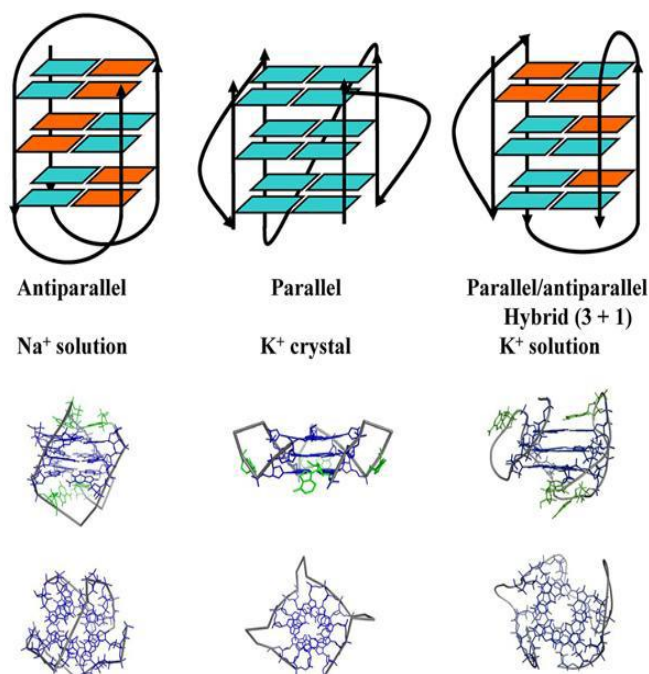 Antiparallel
Parallel
Parallel/antiparallel
Hybrid (3 + 1)
Na⁺ solution
K⁺ crystal
K⁺ solution